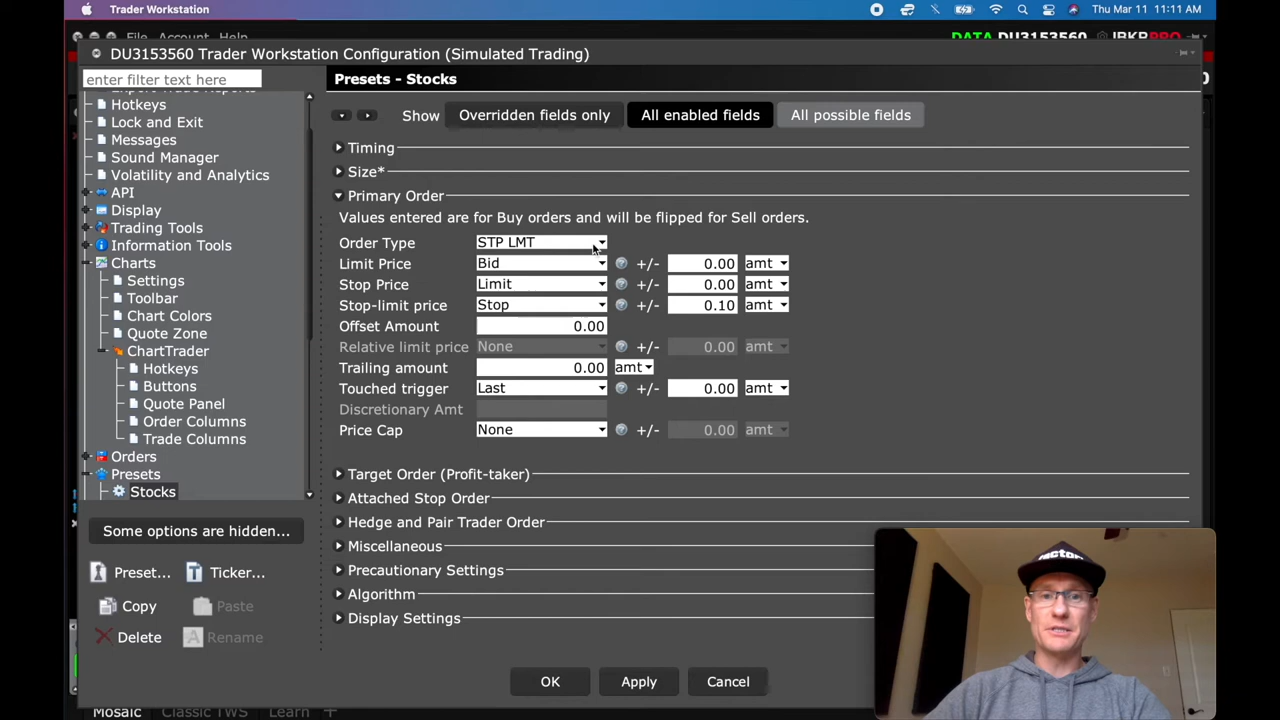 Trader Workstation
Thu Mar 11 11:11 AM
File Account Help
DATA DU3153560 IBKR PRO
DU3153560 Trader Workstation Configuration (Simulated Trading)
enter filter text here
Hotkeys
Lock and Exit
Messages
Sound Manager
Volatility and Analytics
API
Display
Trading Tools
Information Tools
Charts
Settings
Toolbar
Chart Colors
Quote Zone
ChartTrader
Hotkeys
Buttons
Quote Panel
Order Columns
Trade Columns
Orders
Presets
Stocks
Some options are hidden...
Preset... Ticker...
Copy Paste
Delete Rename
Presets - Stocks
Show Overridden fields only All enabled fields All possible fields
Timing
Size*
Primary Order
Values entered are for Buy orders and will be flipped for Sell orders.
Order Type STP LMT
Limit Price Bid +/- 0.00 amt
Stop Price Limit +/- 0.00 amt
Stop-limit price Stop +/- 0.10 amt
Offset Amount 0.00
Relative limit price None +/- 0.00 amt
Trailing amount 0.00 amt
Touched trigger Last +/- 0.00 amt
Discretionary Amt
Price Cap None +/- 0.00 amt
Target Order (Profit-taker)
Attached Stop Order
Hedge and Pair Trader Order
Miscellaneous
Precautionary Settings
Algorithm
Display Settings
OK Apply Cancel
Mosaic Classic TWS Learn +